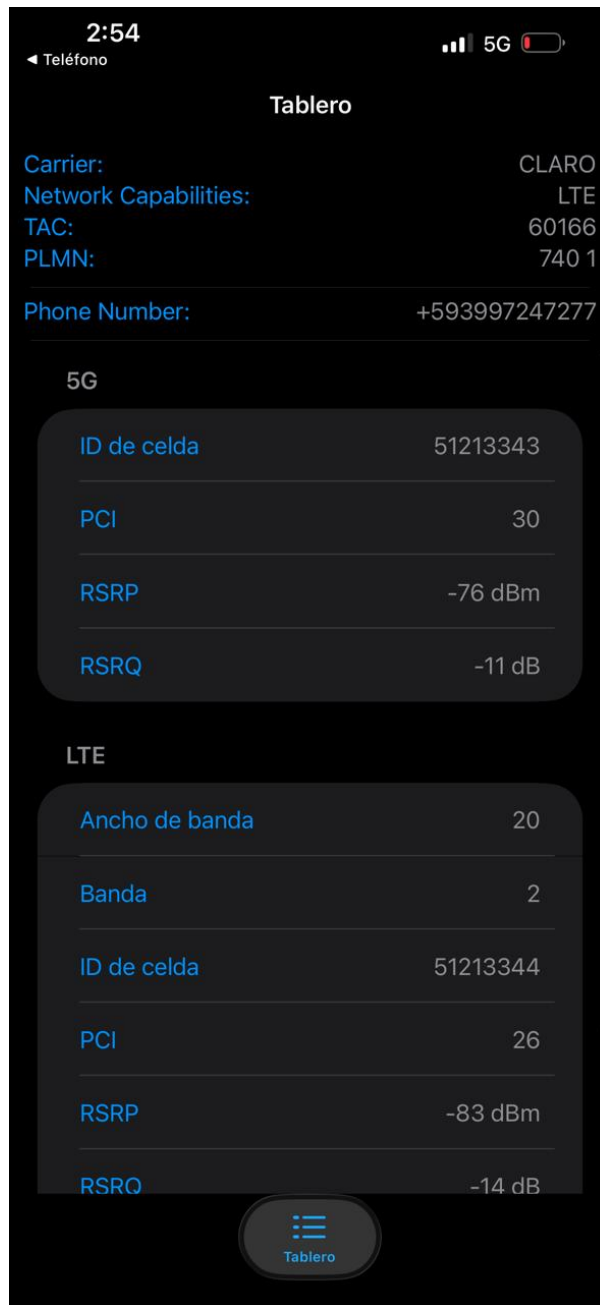 2:54
5G
◀ Teléfono
Tablero
Carrier: CLARO
Network Capabilities: LTE
TAC: 60166
PLMN: 740 1
Phone Number: +593997247277
5G
ID de celda 51213343
PCI 30
RSRP -76 dBm
RSRQ -11 dB
LTE
Ancho de banda 20
Banda 2
ID de celda 51213344
PCI 26
RSRP -83 dBm
RSRQ -14 dB
Tablero